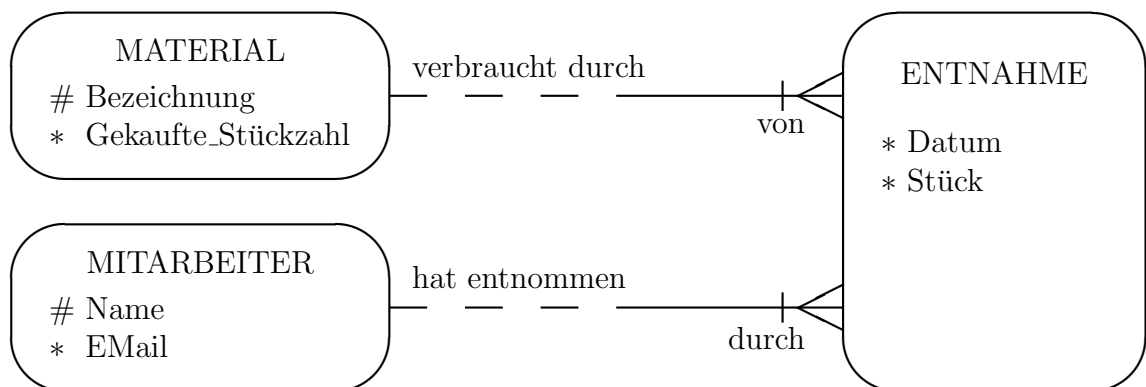 MATERIAL
# Bezeichnung
* Gekaufte_Stückzahl
verbraucht durch
von
ENTNAHME
* Datum
* Stück
MITARBEITER
# Name
* EMail
hat entnommen
durch